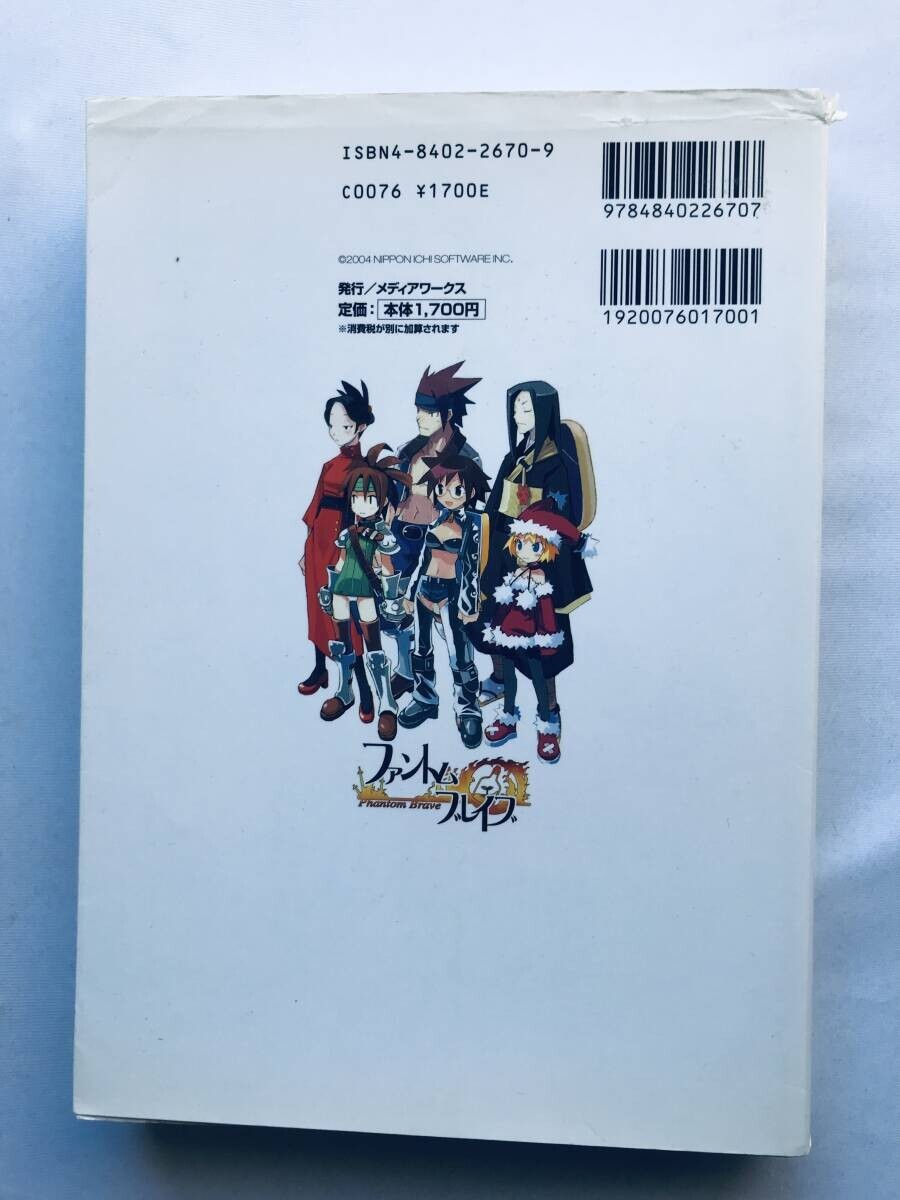 ISBN4-8402-2670-9
C0076 ¥1700E
9784840226707
©2004 NIPPON ICHI SOFTWARE INC.
発行／メディアワークス
定価： 本体1,700円
※消費税が別に加算されます
1920076017001
ファントム
Phantom Brave
ブレイブ